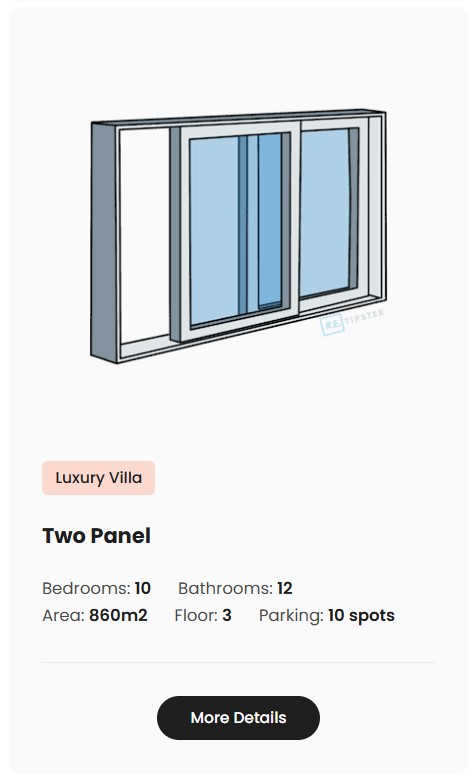 RE TIPSTER
Luxury Villa
Two Panel
Bedrooms: 10 Bathrooms: 12
Area: 860m2 Floor: 3 Parking: 10 spots
More Details